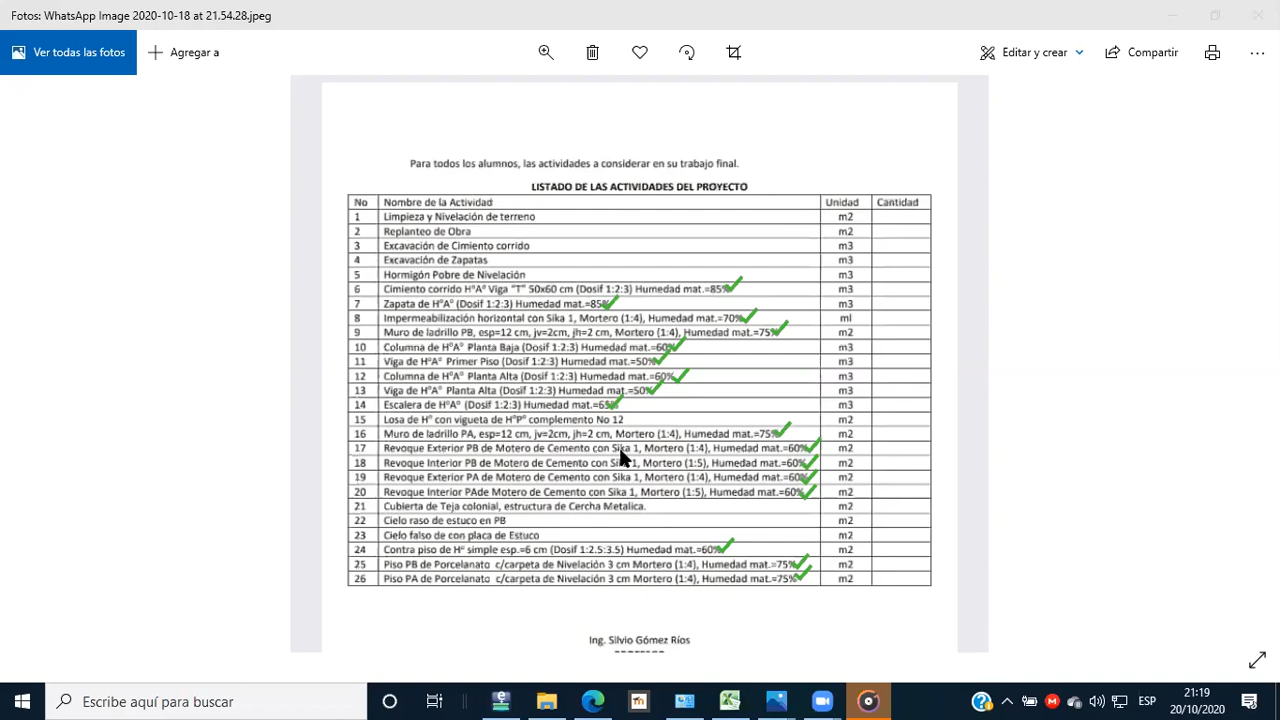 Fotos: WhatsApp Image 2020-10-18 at 21.54.28.jpeg
Ver todas las fotos
Agregar a
Editar y crear
Compartir
Para todos los alumnos, las actividades a considerar en su trabajo final.
LISTADO DE LAS ACTIVIDADES DEL PROYECTO
No Nombre de la Actividad Unidad Cantidad
1 Limpieza y Nivelación de terreno m2
2 Replanteo de Obra m2
3 Excavación de Cimiento corrido m3
4 Excavación de Zapatas m3
5 Hormigón Pobre de Nivelación m3
6 Cimiento corrido H°A° Viga "T" 50x60 cm (Dosif 1:2:3) Humedad mat.=85% m3
7 Zapata de H°A° (Dosif 1:2:3) Humedad mat.=85% m3
8 Impermeabilización horizontal con Sika 1, Mortero (1:4), Humedad mat.=70% ml
9 Muro de ladrillo PB, esp=12 cm, jv=2cm, jh=2 cm, Mortero (1:4), Humedad mat.=75% m2
10 Columna de H°A° Planta Baja (Dosif 1:2:3) Humedad mat.=60% m3
11 Viga de H°A° Primer Piso (Dosif 1:2:3) Humedad mat.=50% m3
12 Columna de H°A° Planta Alta (Dosif 1:2:3) Humedad mat.=60% m3
13 Viga de H°A° Planta Alta (Dosif 1:2:3) Humedad mat.=50% m3
14 Escalera de H°A° (Dosif 1:2:3) Humedad mat.=65% m3
15 Losa de H° con vigueta de H°P° complemento No 12 m2
16 Muro de ladrillo PA, esp=12 cm, jv=2cm, jh=2 cm, Mortero (1:4), Humedad mat.=75% m2
17 Revoque Exterior PB de Motero de Cemento con Sika 1, Mortero (1:4), Humedad mat.=60% m2
18 Revoque Interior PB de Motero de Cemento con Sika 1, Mortero (1:5), Humedad mat.=60% m2
19 Revoque Exterior PA de Motero de Cemento con Sika 1, Mortero (1:4), Humedad mat.=60% m2
20 Revoque Interior PAde Motero de Cemento con Sika 1, Mortero (1:5), Humedad mat.=60% m2
21 Cubierta de Teja colonial, estructura de Cercha Metalica. m2
22 Cielo raso de estuco en PB m2
23 Cielo falso de con placa de Estuco m2
24 Contra piso de H° simple esp.=6 cm (Dosif 1:2.5:3.5) Humedad mat.=60% m2
25 Piso PB de Porcelanato c/carpeta de Nivelación 3 cm Mortero (1:4), Humedad mat.=75% m2
26 Piso PA de Porcelanato c/carpeta de Nivelación 3 cm Mortero (1:4), Humedad mat.=75% m2
Ing. Silvio Gómez Ríos
Escribe aquí para buscar
ESP
21:19
20/10/2020